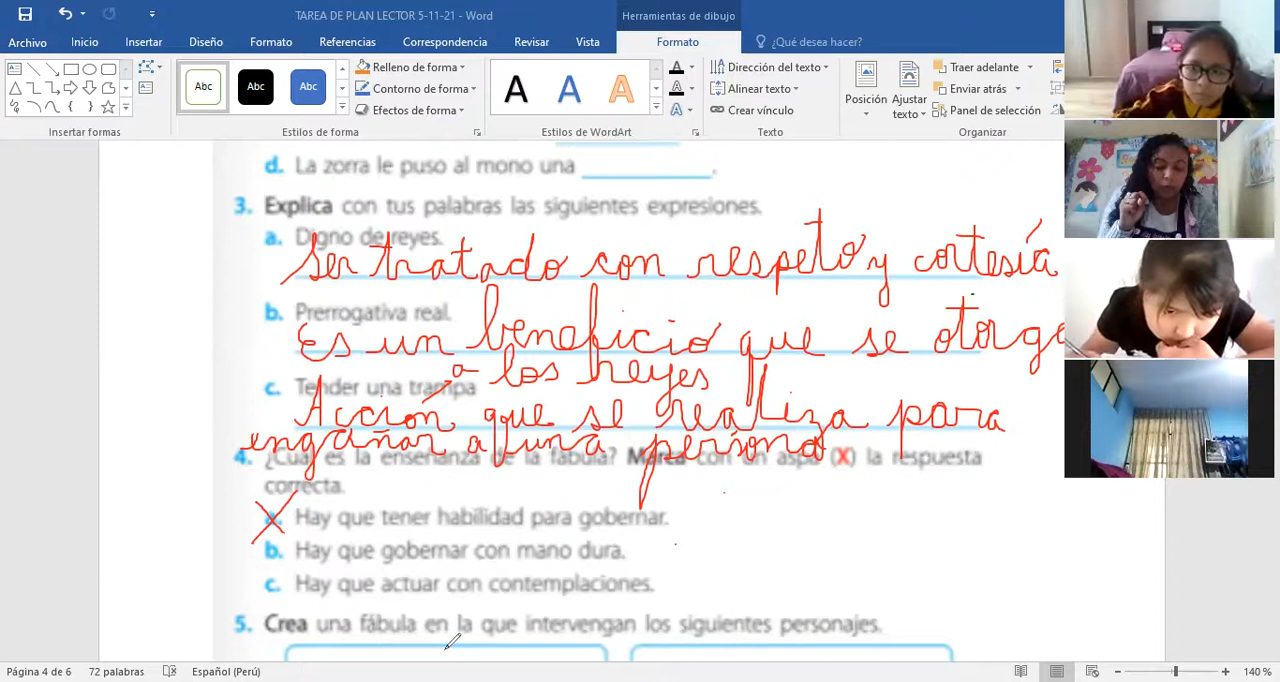 TAREA DE PLAN LECTOR 5-11-21 - Word
Herramientas de dibujo
Archivo Inicio Insertar Diseño Formato Referencias Correspondencia Revisar Vista Formato ¿Qué desea hacer?
Abc Abc Abc
Relleno de forma
Contorno de forma
Efectos de forma
A A A
Dirección del texto
Alinear texto
Crear vínculo
Posición
Ajustar texto
Traer adelante
Enviar atrás
Panel de selección
Insertar formas Estilos de forma Estilos de WordArt Texto Organizar
d. La zorra le puso al mono una ________.
3. Explica con tus palabras las siguientes expresiones.
a. Digno de reyes.
Ser tratado con respeto y cortesía
b. Prerrogativa real.
Es un beneficio que se otorga
a los reyes
c. Tender una trampa
Acción que se realiza para
engañar a una persona
4. ¿Cuál es la enseñanza de la fábula? Marca con un aspa (X) la respuesta
correcta.
X
a. Hay que tener habilidad para gobernar.
b. Hay que gobernar con mano dura.
c. Hay que actuar con contemplaciones.
5. Crea una fábula en la que intervengan los siguientes personajes.
Página 4 de 6 72 palabras Español (Perú) 140 %